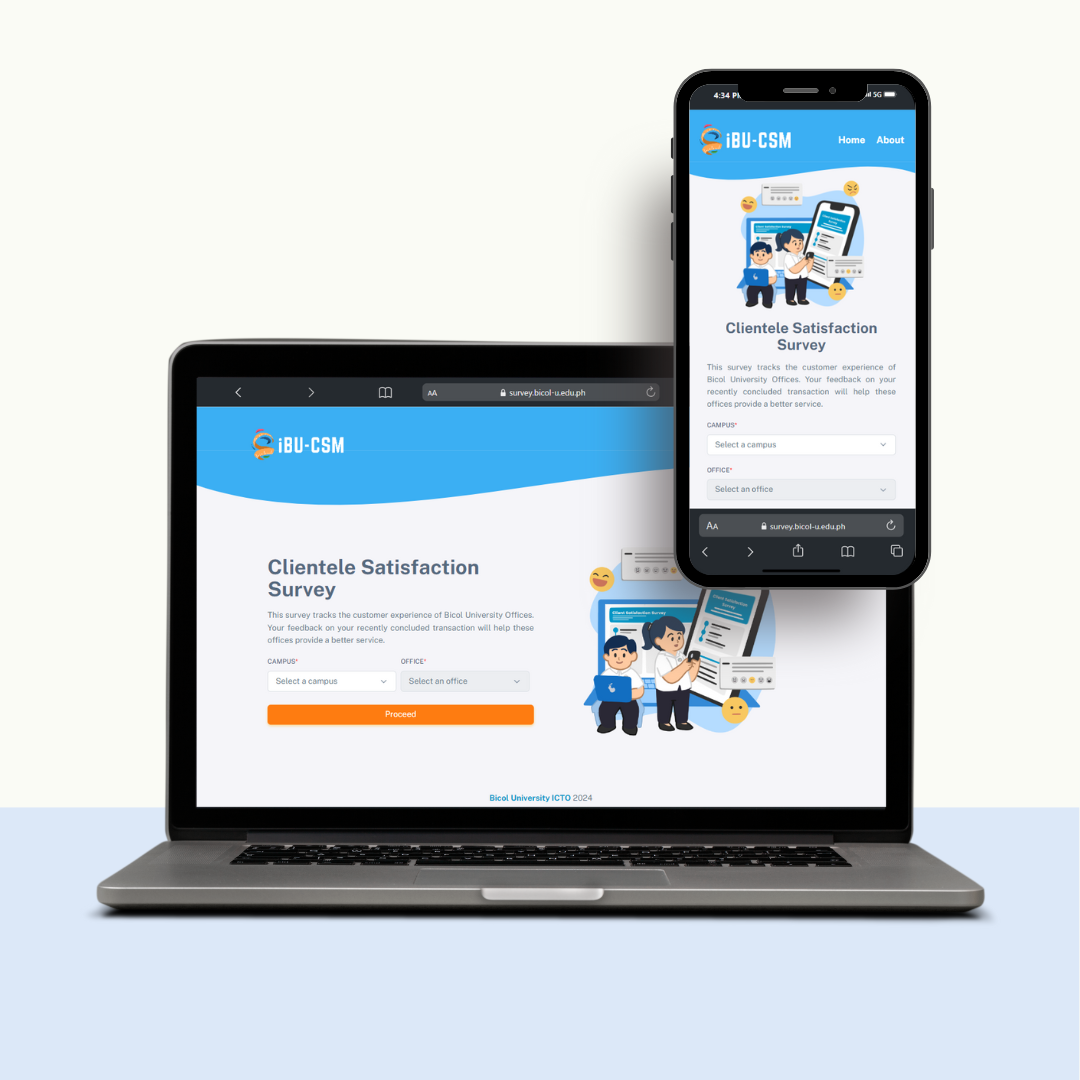 4:34 P
5G
iBU-CSM
Home About
Clientele Satisfaction
Survey
This survey tracks the customer experience of
Bicol University Offices. Your feedback on your
recently concluded transaction will help these
offices provide a better service.
CAMPUS*
Select a campus
OFFICE*
Select an office
AA survey.bicol-u.edu.ph
AA survey.bicol-u.edu.ph
iBU-CSM
Clientele Satisfaction
Survey
This survey tracks the customer experience of Bicol University Offices.
Your feedback on your recently concluded transaction will help these
offices provide a better service.
CAMPUS* OFFICE*
Select a campus Select an office
Proceed
Client Satisfaction Survey
Client Satisfaction
Survey
Bicol University ICTO 2024